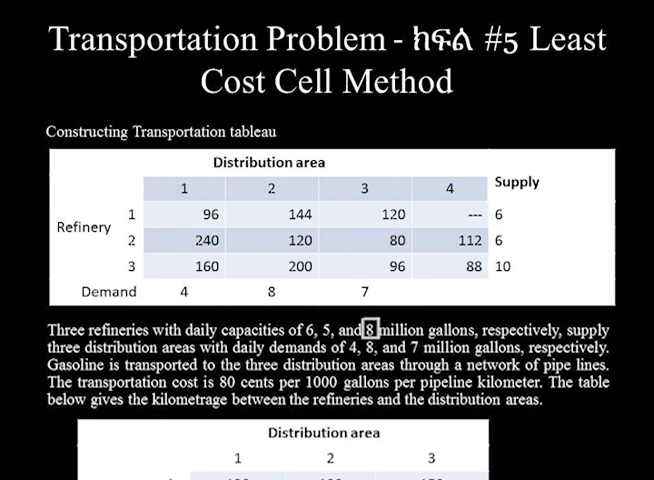 Transportation Problem - ክፍል #5 Least
Cost Cell Method
Constructing Transportation tableau
Distribution area
1 2 3 4 Supply
Refinery
1 96 144 120 --- 6
2 240 120 80 112 6
3 160 200 96 88 10
Demand 4 8 7
Three refineries with daily capacities of 6, 5, and 8 million gallons, respectively, supply
three distribution areas with daily demands of 4, 8, and 7 million gallons, respectively.
Gasoline is transported to the three distribution areas through a network of pipe lines.
The transportation cost is 80 cents per 1000 gallons per pipeline kilometer. The table
below gives the kilometrage between the refineries and the distribution areas.
Distribution area
1 2 3